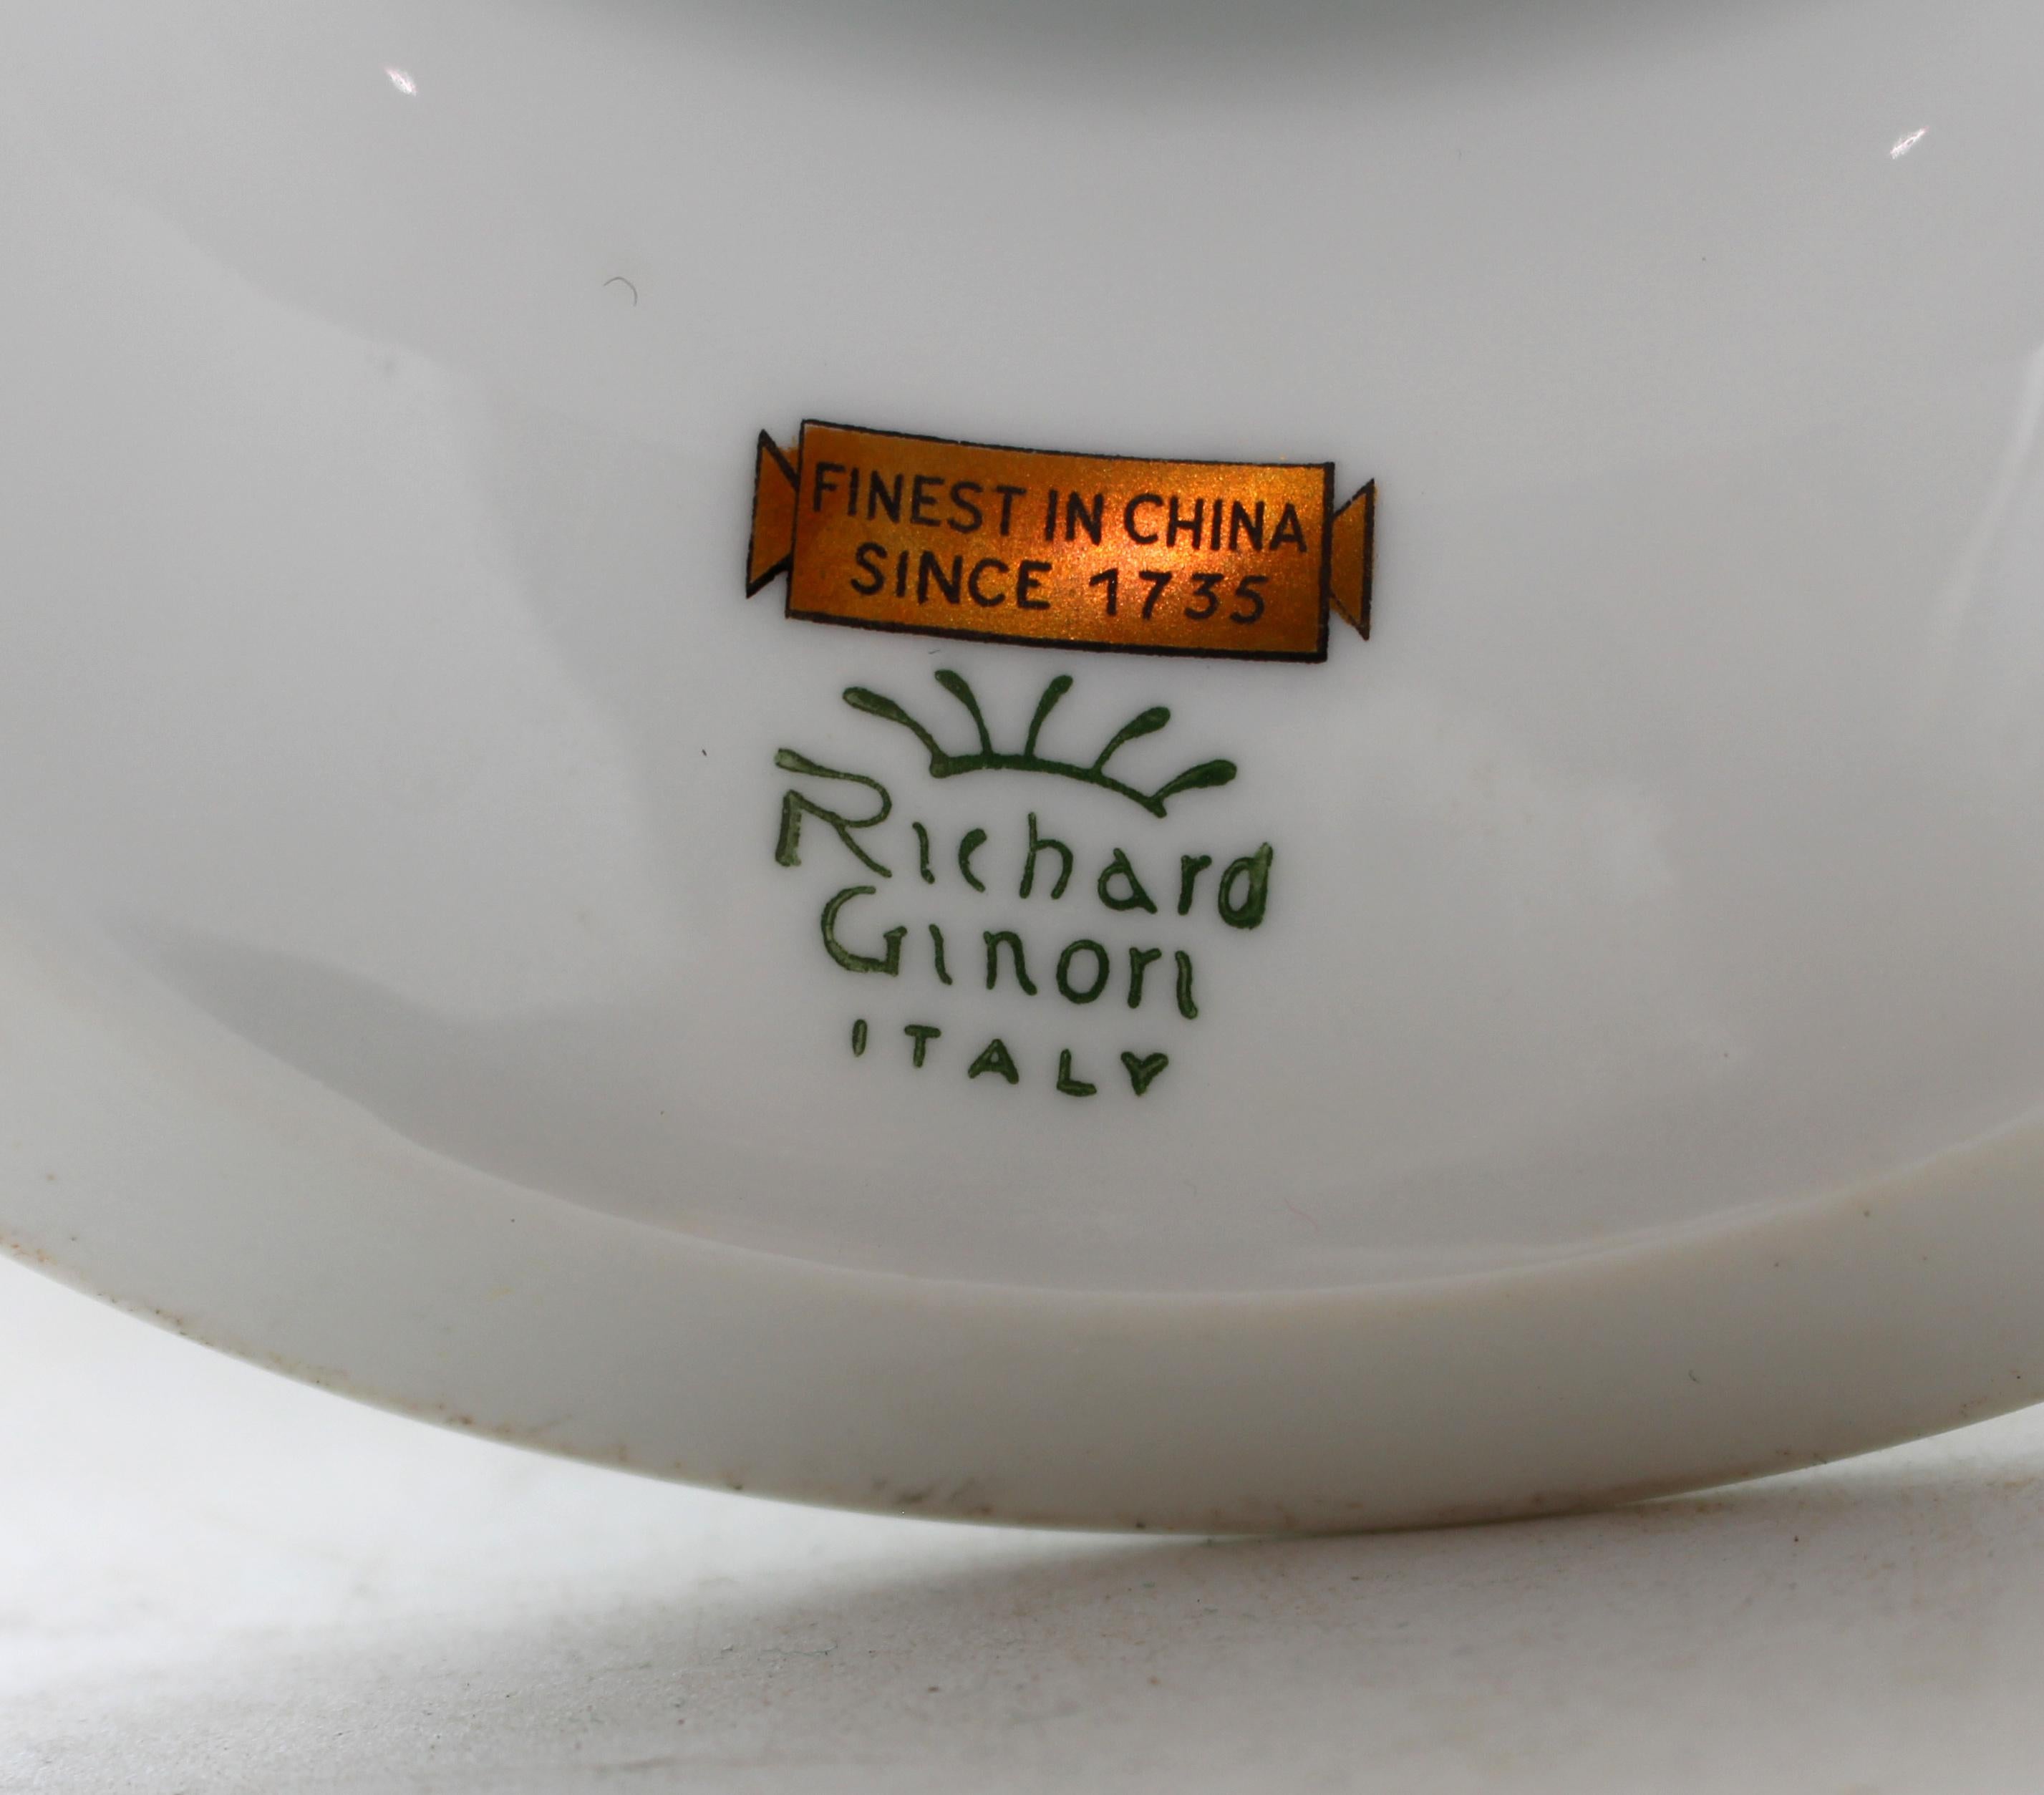 FINEST IN CHINA
SINCE 1735
Richard
Ginori
ITALY